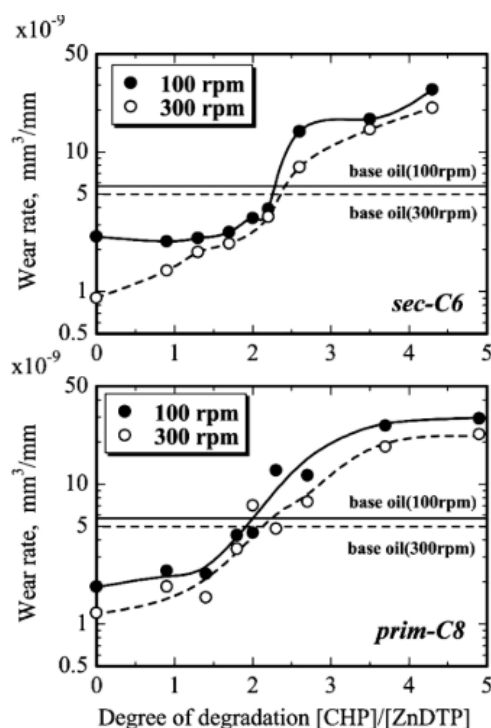 x10⁻⁹
50
100 rpm
300 rpm
10
base oil(100rpm)
5
base oil(300rpm)
Wear rate, mm³/mm
1
sec-C6
0.5
0 1 2 3 4 5
x10⁻⁹
50
100 rpm
300 rpm
10
base oil(100rpm)
5
base oil(300rpm)
Wear rate, mm³/mm
1
prim-C8
0.5
0 1 2 3 4 5
Degree of degradation [CHP]/[ZnDTP]